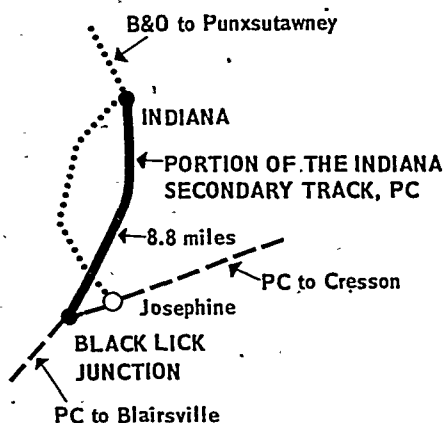 B&O to Punxsutawney
INDIANA
PORTION OF THE INDIANA
SECONDARY TRACK, PC
8.8 miles
PC to Cresson
Josephine
BLACK LICK
JUNCTION
PC to Blairsville